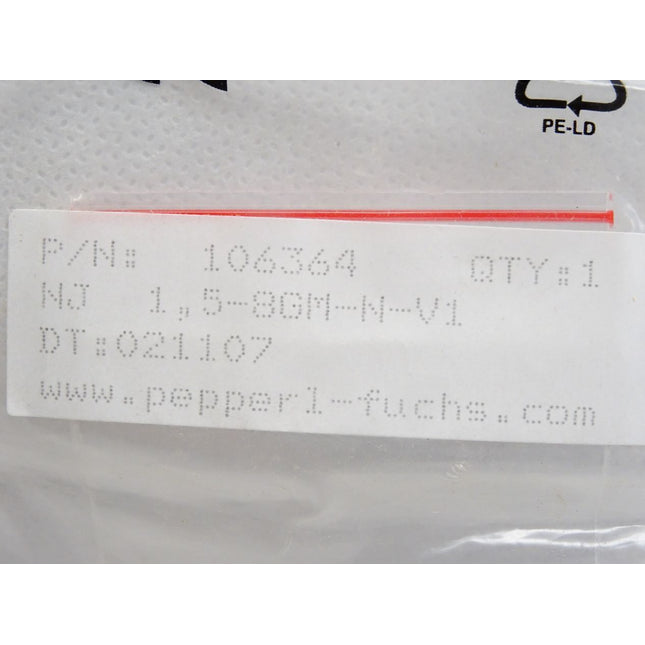 PE-LD
P/N: 106364 QTY:1
NJ 1,5-8GM-N-V1
DT:021107
www.pepperl-fuchs.com